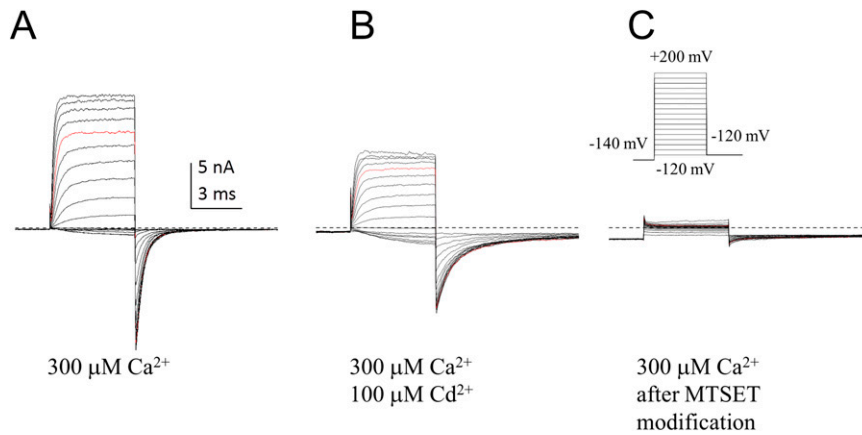 A
B
C
+200 mV
-140 mV
-120 mV
-120 mV
5 nA
3 ms
300 μM Ca²⁺
300 μM Ca²⁺
100 μM Cd²⁺
300 μM Ca²⁺
after MTSET
modification